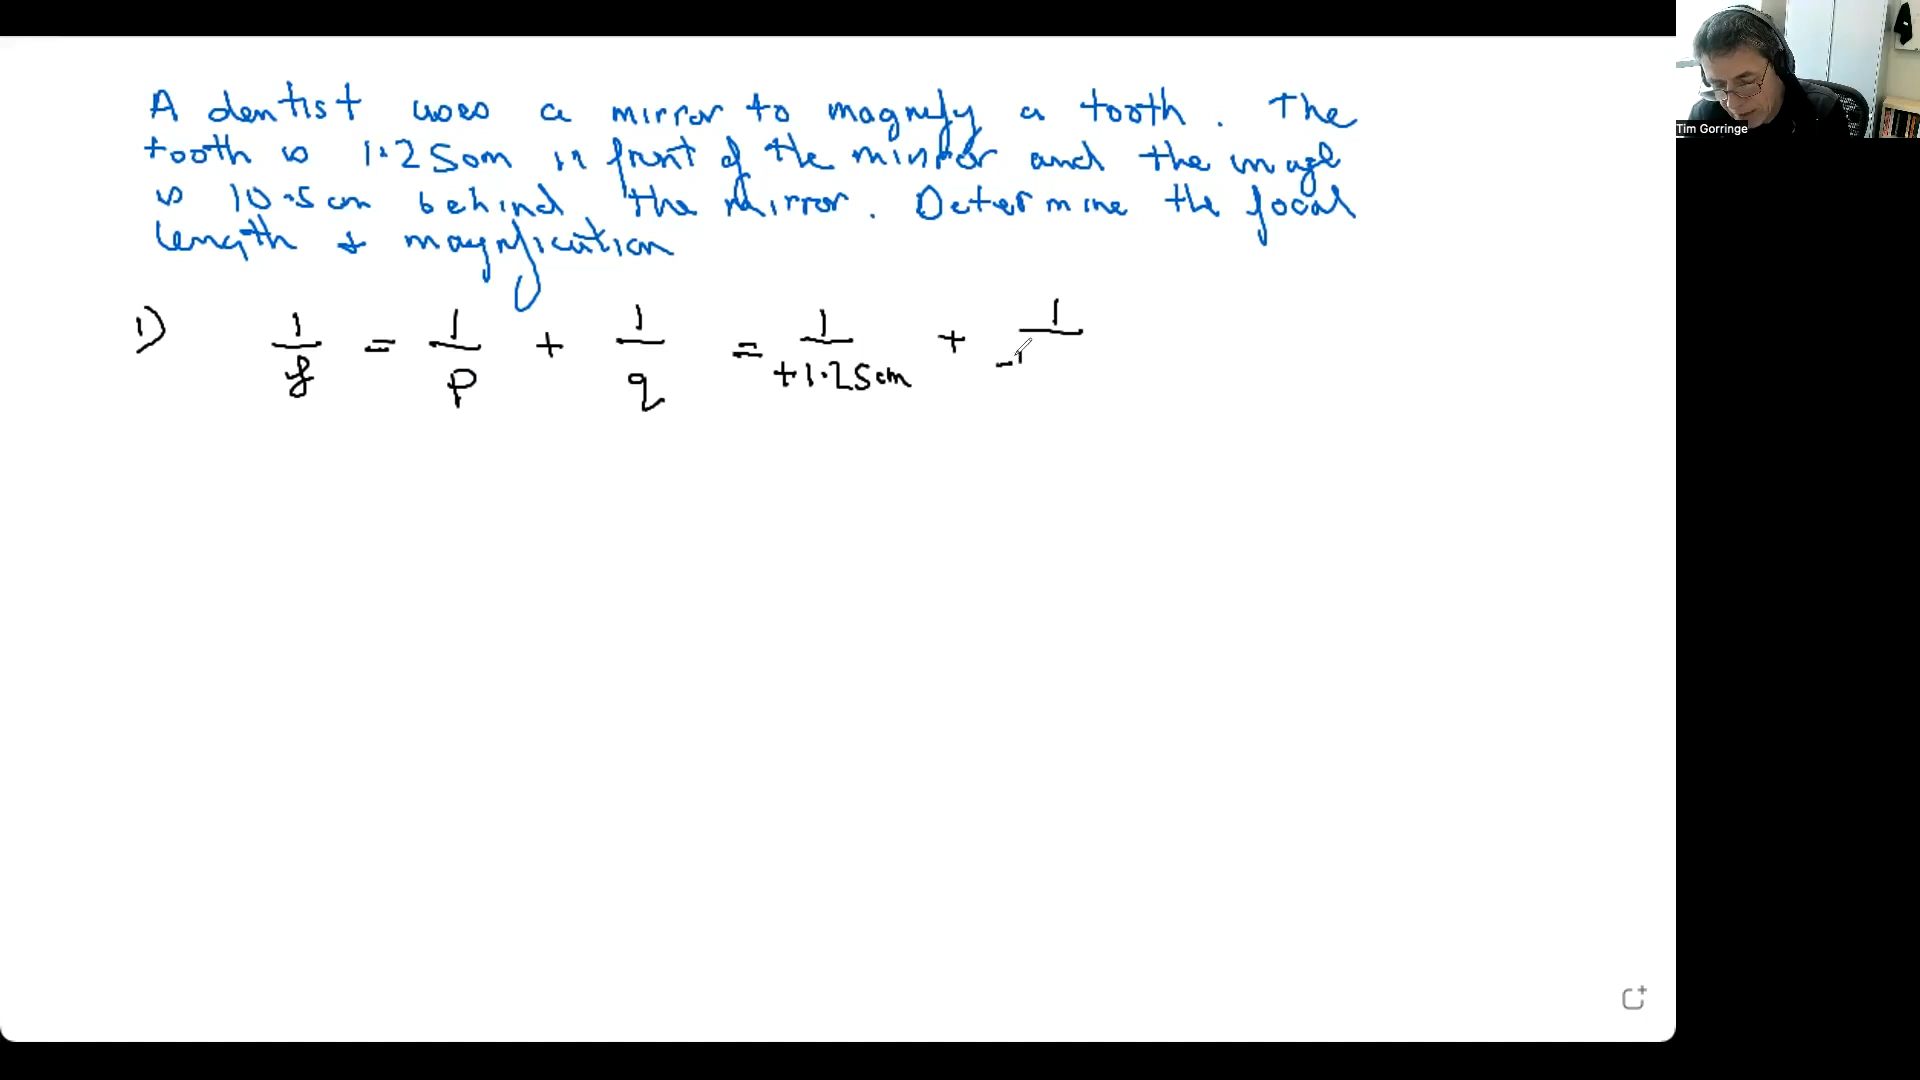 A dentist uses a mirror to magnify a tooth. The
tooth is 1.25cm in front of the mirror and the image
is 10.5cm behind the mirror. Determine the focal
length & magnification
1) 1/f = 1/p + 1/q = 1/+1.25cm + 1/-1
Tim Gorringe